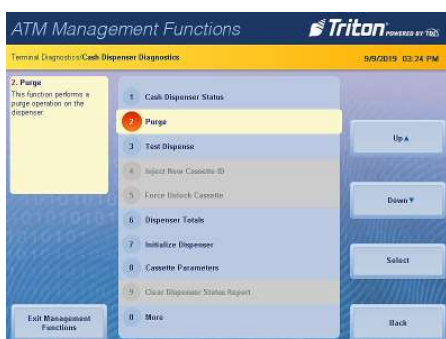 ATM Management Functions
Triton POWERED BY TDG
Terminal Diagnostics/Cash Dispenser Diagnostics
9/9/2019 03:24 PM
2. Purge
This function performs a
purge operation on the
dispenser.
1 Cash Dispenser Status
2 Purge
3 Test Dispense
4 Inject New Cassette ID
5 Force Unlock Cassette
6 Dispenser Totals
7 Initialize Dispenser
8 Cassette Parameters
9 Clear Dispenser Status Report
0 More
Up▲
Down▼
Select
Back
Exit Management
Functions